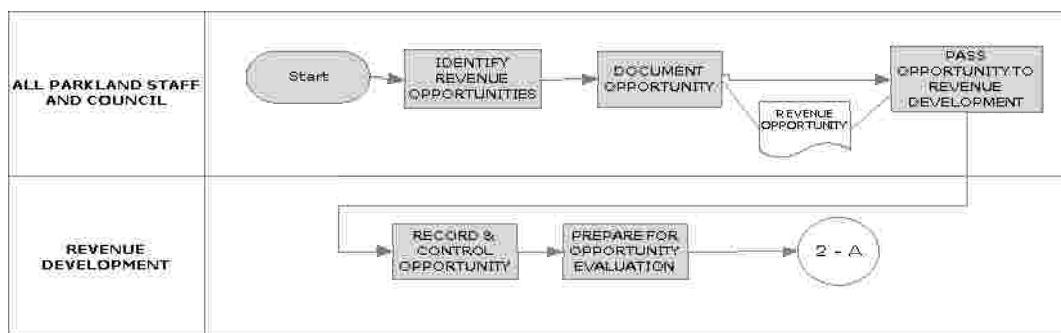 ALL PARKLAND STAFF
AND COUNCIL
Start
IDENTIFY
REVENUE
OPPORTUNITIES
DOCUMENT
OPPORTUNITY
REVENUE
OPPORTUNITY
PASS
OPPORTUNITY TO
REVENUE
DEVELOPMENT
REVENUE
DEVELOPMENT
RECORD &
CONTROL
OPPORTUNITY
PREPARE FOR
OPPORTUNITY
EVALUATION
2 - A